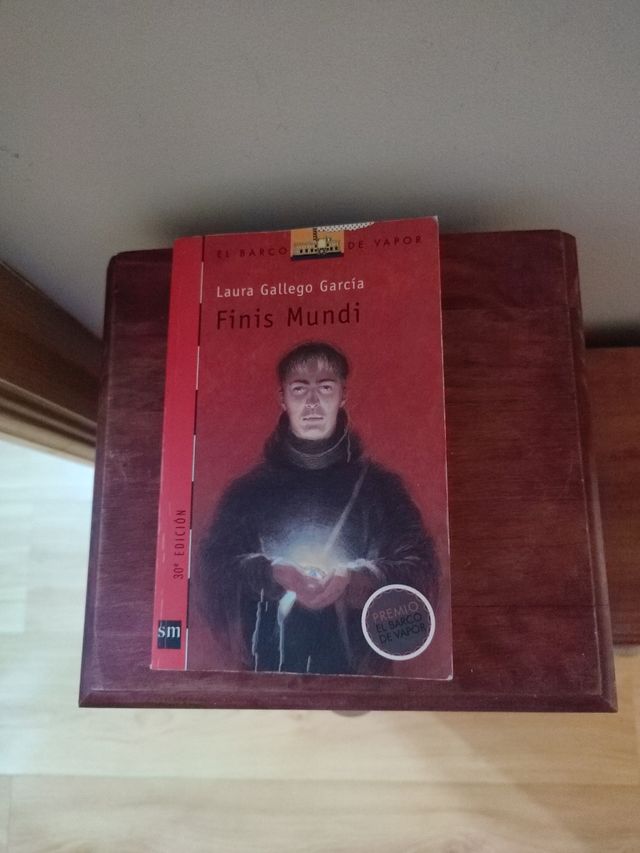 EL BARCO DE VAPOR
Laura Gallego García
Finis Mundi
30ª EDICIÓN
sm
PREMIO
EL BARCO
DE VAPOR